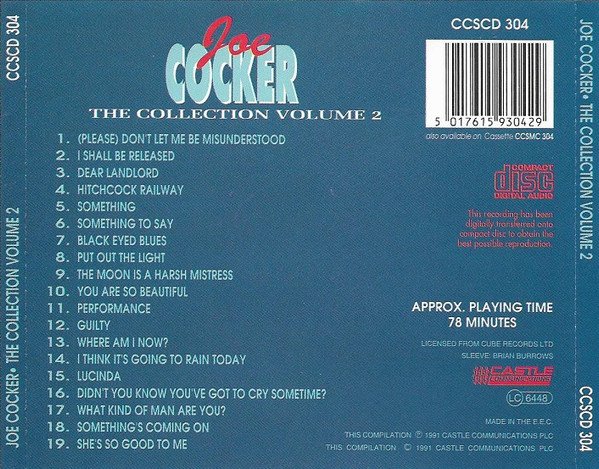 CCSCD 304
JOE COCKER• THE COLLECTION VOLUME 2
Joe
COCKER
THE COLLECTION VOLUME 2
1. (PLEASE) DON'T LET ME BE MISUNDERSTOOD
2. I SHALL BE RELEASED
3. DEAR LANDLORD
4. HITCHCOCK RAILWAY
5. SOMETHING
6. SOMETHING TO SAY
7. BLACK EYED BLUES
8. PUT OUT THE LIGHT
9. THE MOON IS A HARSH MISTRESS
10. YOU ARE SO BEAUTIFUL
11. PERFORMANCE
12. GUILTY
13. WHERE AM I NOW?
14. I THINK IT'S GOING TO RAIN TODAY
15. LUCINDA
16. DIDN'T YOU KNOW YOU'VE GOT TO CRY SOMETIME?
17. WHAT KIND OF MAN ARE YOU?
18. SOMETHING'S COMING ON
19. SHE'S SO GOOD TO ME
CCSCD 304
5 017615 930429
also available on Cassette CCSMC 304
COMPACT
disc
DIGITAL AUDIO
This recording has been
digitally transferred onto
compact disc to obtain the
best possible reproduction.
APPROX. PLAYING TIME
78 MINUTES
LICENSED FROM CUBE RECORDS LTD
SLEEVE: BRIAN BURROWS
CASTLE
COMMUNICATIONS
LC 6448
MADE IN THE E.E.C.
THIS COMPILATION ℗ 1991 CASTLE COMMUNICATIONS PLC
THIS COMPILATION © 1991 CASTLE COMMUNICATIONS PLC
JOE COCKER• THE COLLECTION VOLUME 2
CCSCD 304